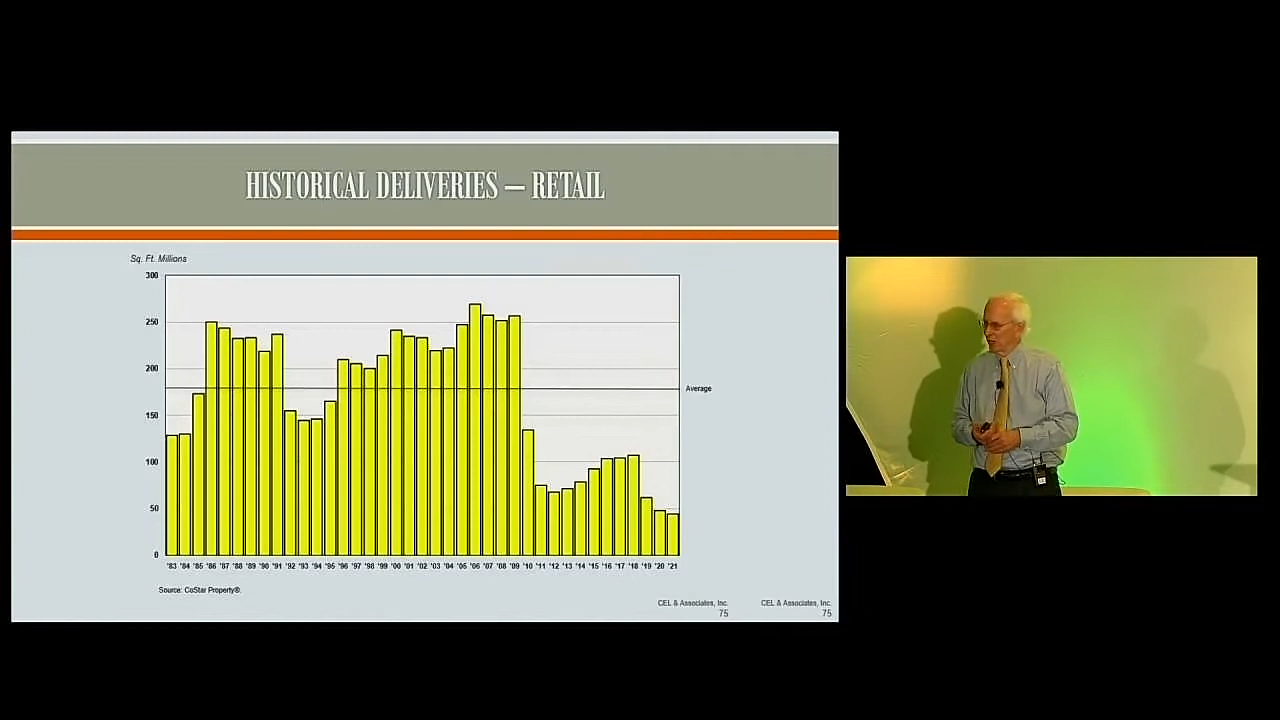 HISTORICAL DELIVERIES – RETAIL
Sq. Ft. Millions
300
250
200
150
100
50
0
Average
'83 '84 '85 '86 '87 '88 '89 '90 '91 '92 '93 '94 '95 '96 '97 '98 '99 '00 '01 '02 '03 '04 '05 '06 '07 '08 '09 '10 '11 '12 '13 '14 '15 '16 '17 '18 '19 '20 '21
Source: CoStar Property®.
CEL & Associates, Inc. CEL & Associates, Inc.
75 75